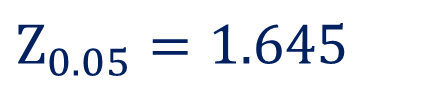 Z₀.₀₅ = 1.645